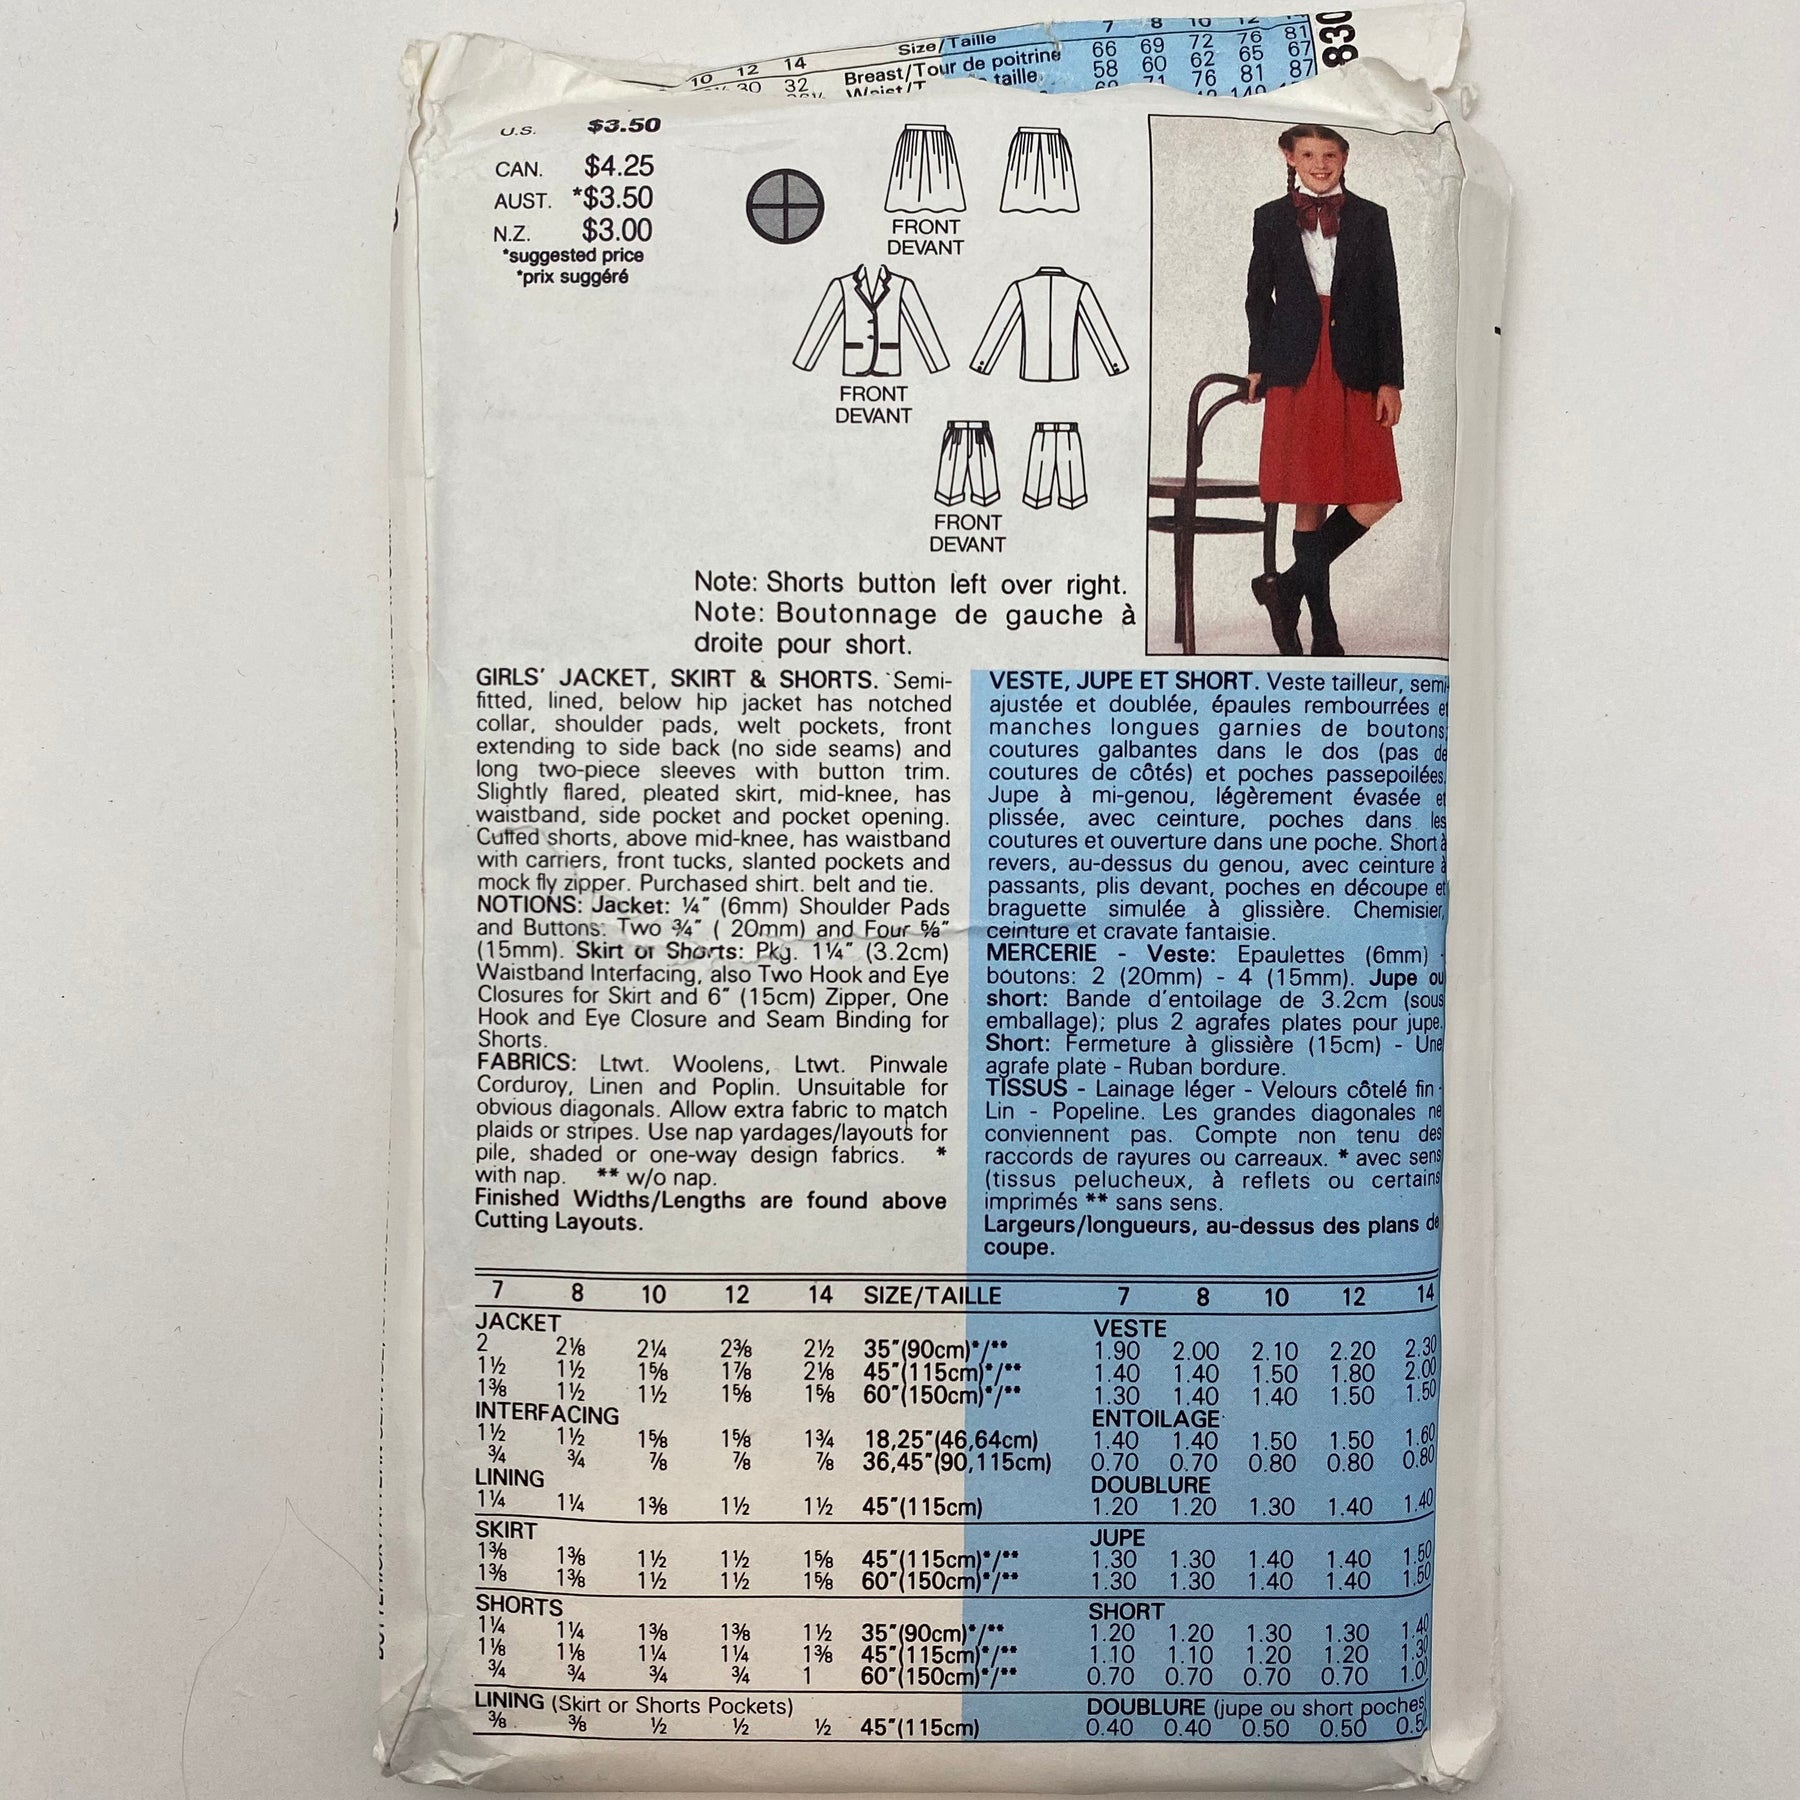 7 8 10 12
Size/Taille 66 69 72 76 81
10 12 14 Breast/Tour de poitrine 58 60 62 65 67
30 32 taille 71 76 81 87
830
U.S. $3.50
CAN. $4.25
AUST. *$3.50
N.Z. $3.00
*suggested price
*prix suggéré
FRONT
DEVANT
FRONT
DEVANT
FRONT
DEVANT
Note: Shorts button left over right.
Note: Boutonnage de gauche à
droite pour short.
GIRLS' JACKET, SKIRT & SHORTS. Semi-
fitted, lined, below hip jacket has notched
collar, shoulder pads, welt pockets, front
extending to side back (no side seams) and
long two-piece sleeves with button trim.
Slightly flared, pleated skirt, mid-knee, has
waistband, side pocket and pocket opening.
Cuffed shorts, above mid-knee, has waistband
with carriers, front tucks, slanted pockets and
mock fly zipper. Purchased shirt. belt and tie.
NOTIONS: Jacket: ¼" (6mm) Shoulder Pads
and Buttons: Two ¾" ( 20mm) and Four ⅝"
(15mm). Skirt or Shorts: Pkg. 1¼" (3.2cm)
Waistband Interfacing, also Two Hook and Eye
Closures for Skirt and 6" (15cm) Zipper, One
Hook and Eye Closure and Seam Binding for
Shorts.
FABRICS: Ltwt. Woolens, Ltwt. Pinwale
Corduroy, Linen and Poplin. Unsuitable for
obvious diagonals. Allow extra fabric to match
plaids or stripes. Use nap yardages/layouts for
pile, shaded or one-way design fabrics. *
with nap. ** w/o nap.
Finished Widths/Lengths are found above
Cutting Layouts.
VESTE, JUPE ET SHORT. Veste tailleur, semi-
ajustée et doublée, épaules rembourrées et
manches longues garnies de boutons;
coutures galbantes dans le dos (pas de
coutures de côtés) et poches passepoilées.
Jupe à mi-genou, légèrement évasée et
plissée, avec ceinture, poches dans les
coutures et ouverture dans une poche. Short à
revers, au-dessus du genou, avec ceinture à
passants, plis devant, poches en découpe et
braguette simulée à glissière. Chemisier,
ceinture et cravate fantaisie.
MERCERIE - Veste: Epaulettes (6mm) -
boutons: 2 (20mm) - 4 (15mm). Jupe ou
short: Bande d'entoilage de 3.2cm (sous
emballage); plus 2 agrafes plates pour jupe.
Short: Fermeture à glissière (15cm) - Une
agrafe plate - Ruban bordure.
TISSUS - Lainage léger - Velours côtelé fin -
Lin - Popeline. Les grandes diagonales ne
conviennent pas. Compte non tenu des
raccords de rayures ou carreaux. * avec sens
(tissus pelucheux, à reflets ou certains
imprimés ** sans sens.
Largeurs/longueurs, au-dessus des plans de
coupe.
7 8 10 12 14 SIZE/TAILLE 7 8 10 12 14
JACKET VESTE
2 2⅛ 2¼ 2⅜ 2½ 35"(90cm)*/** 1.90 2.00 2.10 2.20 2.30
1½ 1½ 1⅝ 1⅞ 2⅛ 45"(115cm)*/** 1.40 1.40 1.50 1.80 2.00
1⅜ 1½ 1½ 1⅝ 1⅝ 60"(150cm)*/** 1.30 1.40 1.40 1.50 1.50
INTERFACING ENTOILAGE
1½ 1½ 1⅝ 1⅝ 1¾ 18,25"(46,64cm) 1.40 1.40 1.50 1.50 1.60
¾ ¾ ⅞ ⅞ ⅞ 36,45"(90,115cm) 0.70 0.70 0.80 0.80 0.80
LINING DOUBLURE
1¼ 1¼ 1⅜ 1½ 1½ 45"(115cm) 1.20 1.20 1.30 1.40 1.40
SKIRT JUPE
1⅜ 1⅜ 1½ 1½ 1⅝ 45"(115cm)*/** 1.30 1.30 1.40 1.40 1.50
1⅜ 1⅜ 1½ 1½ 1⅝ 60"(150cm)*/** 1.30 1.30 1.40 1.40 1.50
SHORTS SHORT
1¼ 1¼ 1⅜ 1⅜ 1½ 35"(90cm)*/** 1.20 1.20 1.30 1.30 1.40
1⅛ 1⅛ 1¼ 1¼ 1⅜ 45"(115cm)*/** 1.10 1.10 1.20 1.20 1.30
¾ ¾ ¾ ¾ 1 60"(150cm)*/** 0.70 0.70 0.70 0.70 1.00
LINING (Skirt or Shorts Pockets) DOUBLURE (jupe ou short poches)
⅜ ⅜ ½ ½ ½ 45"(115cm) 0.40 0.40 0.50 0.50 0.5